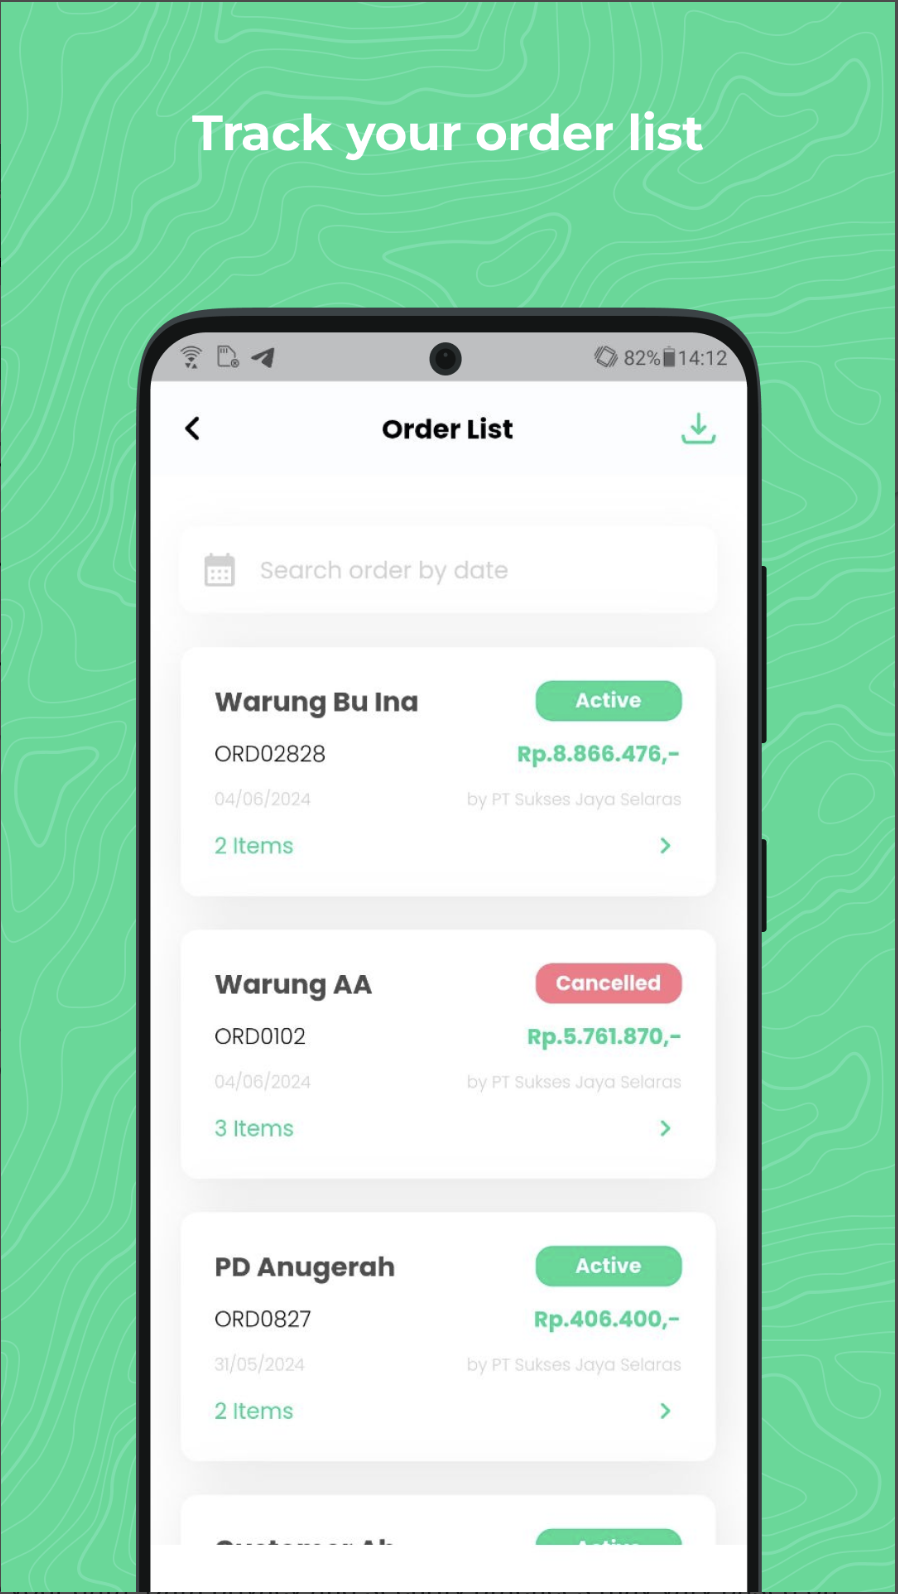 Track your order list
82% 14:12
Order List
Search order by date
Warung Bu Ina
Active
ORD02828
Rp.8.866.476,-
04/06/2024
by PT Sukses Jaya Selaras
2 Items
Warung AA
Cancelled
ORD0102
Rp.5.761.870,-
04/06/2024
by PT Sukses Jaya Selaras
3 Items
PD Anugerah
Active
ORD0827
Rp.406.400,-
31/05/2024
by PT Sukses Jaya Selaras
2 Items
Customer
Active